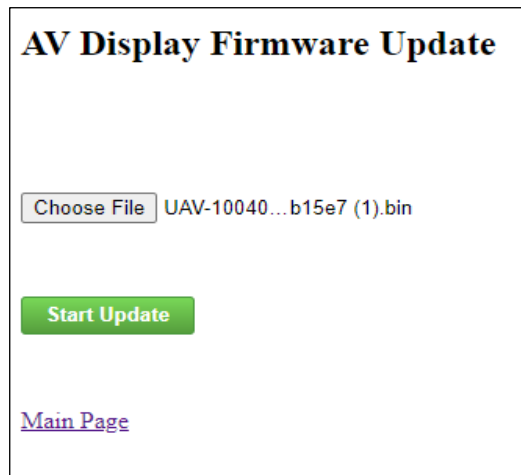 AV Display Firmware Update
Choose File UAV-10040...b15e7 (1).bin
Start Update
Main Page